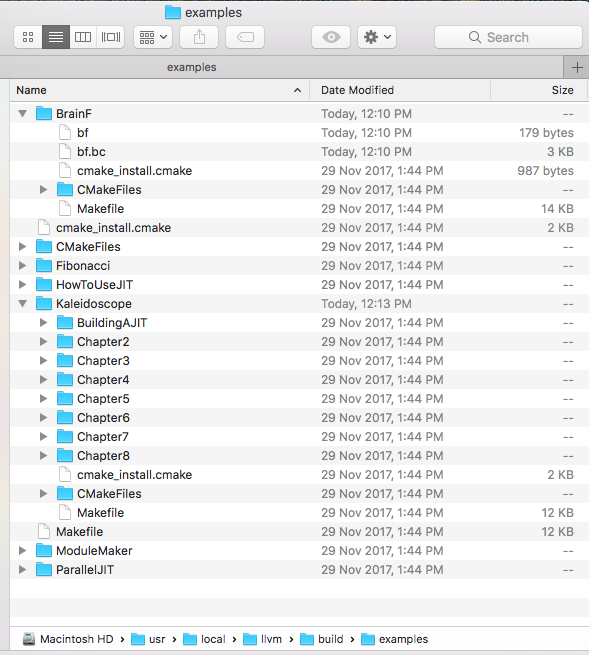 examples
Search
examples
Name Date Modified Size
BrainF Today, 12:10 PM --
bf Today, 12:10 PM 179 bytes
bf.bc Today, 12:10 PM 3 KB
cmake_install.cmake 29 Nov 2017, 1:44 PM 987 bytes
CMakeFiles 29 Nov 2017, 1:44 PM --
Makefile 29 Nov 2017, 1:44 PM 14 KB
cmake_install.cmake 29 Nov 2017, 1:44 PM 2 KB
CMakeFiles 29 Nov 2017, 1:44 PM --
Fibonacci 29 Nov 2017, 1:44 PM --
HowToUseJIT 29 Nov 2017, 1:44 PM --
Kaleidoscope Today, 12:13 PM --
BuildingAJIT 29 Nov 2017, 1:44 PM --
Chapter2 29 Nov 2017, 1:44 PM --
Chapter3 29 Nov 2017, 1:44 PM --
Chapter4 29 Nov 2017, 1:44 PM --
Chapter5 29 Nov 2017, 1:44 PM --
Chapter6 29 Nov 2017, 1:44 PM --
Chapter7 29 Nov 2017, 1:44 PM --
Chapter8 29 Nov 2017, 1:44 PM --
cmake_install.cmake 29 Nov 2017, 1:44 PM 2 KB
CMakeFiles 29 Nov 2017, 1:44 PM --
Makefile 29 Nov 2017, 1:44 PM 12 KB
Makefile 29 Nov 2017, 1:44 PM 12 KB
ModuleMaker 29 Nov 2017, 1:44 PM --
ParallelJIT 29 Nov 2017, 1:44 PM --
Macintosh HD › usr › local › llvm › build › examples